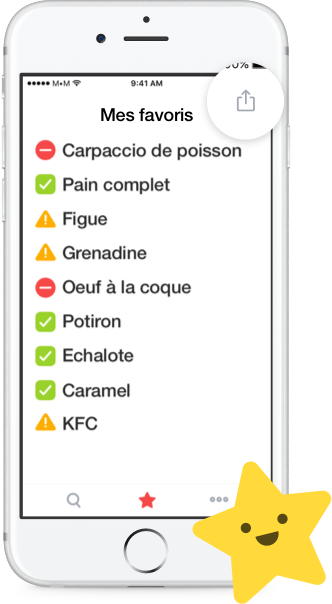 M•M
9:41 AM
Mes favoris
Carpaccio de poisson
Pain complet
Figue
Grenadine
Oeuf à la coque
Potiron
Echalote
Caramel
KFC